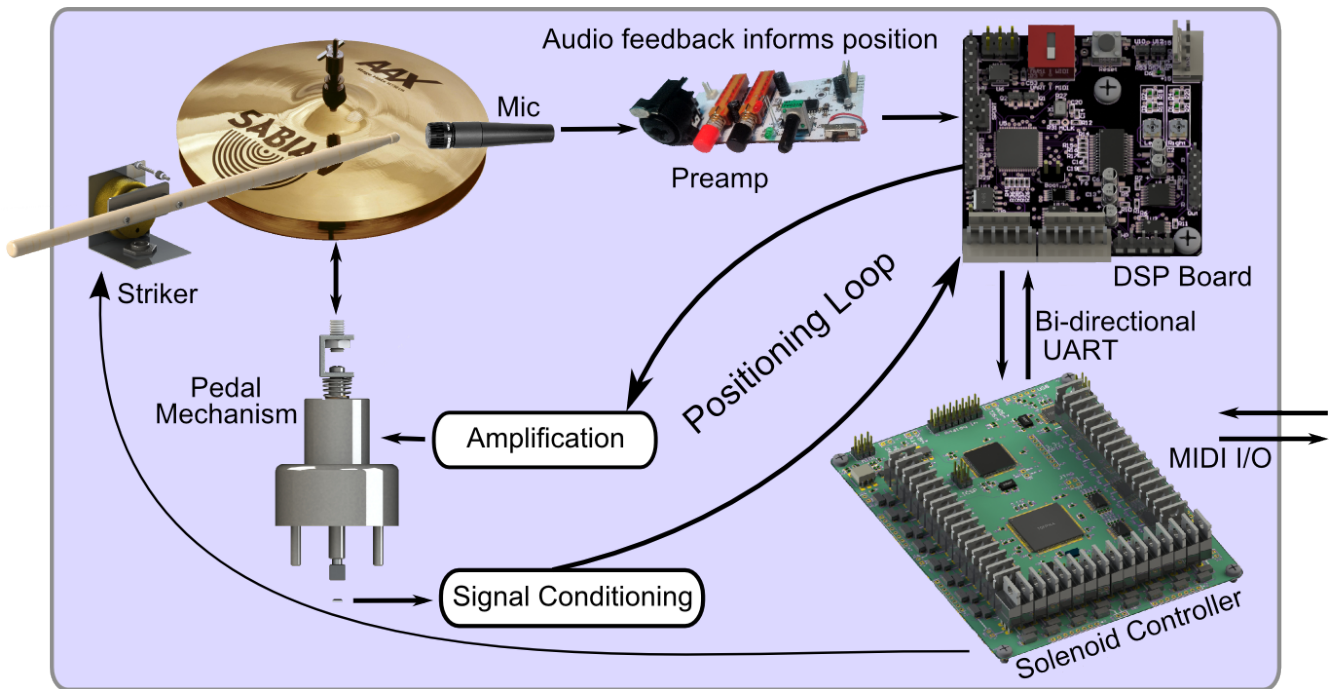 Audio feedback informs position
AAX
SABIA
Mic
Preamp
DSP Board
Striker
Positioning Loop
Bi-directional
UART
Pedal
Mechanism
Amplification
MIDI I/O
Signal Conditioning
Solenoid Controller